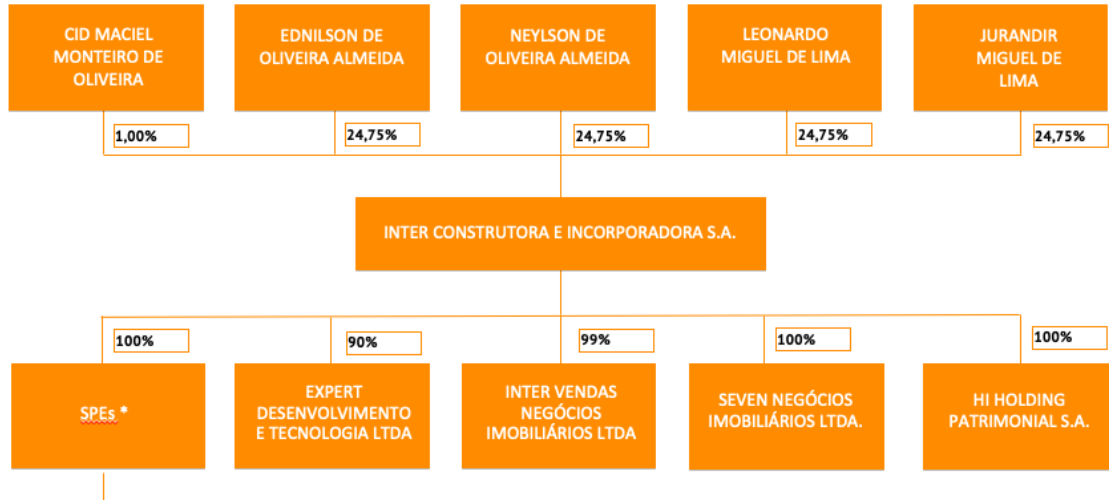 CID MACIEL
MONTEIRO DE
OLIVEIRA
EDNILSON DE
OLIVEIRA ALMEIDA
NEYLSON DE
OLIVEIRA ALMEIDA
LEONARDO
MIGUEL DE LIMA
JURANDIR
MIGUEL DE
LIMA
1,00%
24,75%
24,75%
24,75%
24,75%
INTER CONSTRUTORA E INCORPORADORA S.A.
100%
90%
99%
100%
100%
SPEs *
EXPERT
DESENVOLVIMENTO
E TECNOLOGIA LTDA
INTER VENDAS
NEGÓCIOS
IMOBILIÁRIOS LTDA
SEVEN NEGÓCIOS
IMOBILIÁRIOS LTDA.
HI HOLDING
PATRIMONIAL S.A.